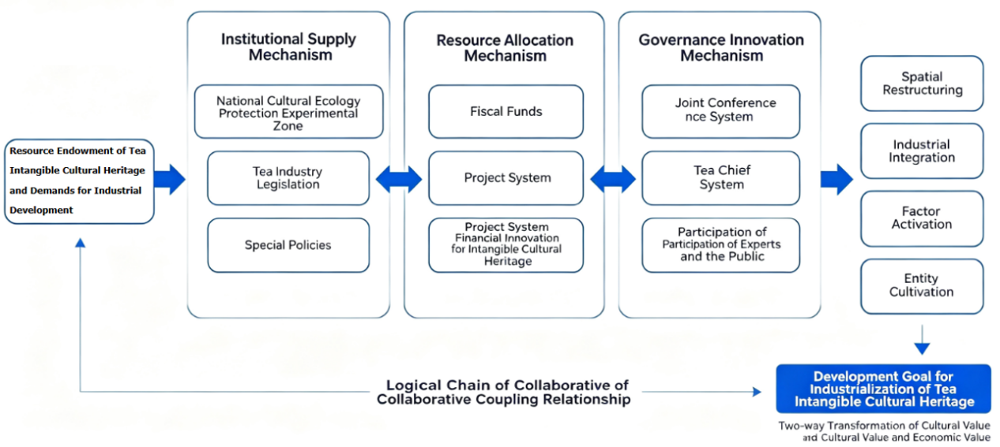 Resource Endowment of Tea
Intangible Cultural Heritage
and Demands for Industrial
Development
Institutional Supply
Mechanism
National Cultural Ecology
Protection Experimental
Zone
Tea Industry
Legislation
Special Policies
Resource Allocation
Mechanism
Fiscal Funds
Project System
Project System
Financial Innovation
for Intangible Cultural
Heritage
Governance Innovation
Mechanism
Joint Conference
nce System
Tea Chief
System
Participation of
Participation of Experts
and the Public
Spatial
Restructuring
Industrial
Integration
Factor
Activation
Entity
Cultivation
Logical Chain of Collaborative of
Collaborative Coupling Relationship
Development Goal for
Industrialization of Tea
Intangible Cultural Heritage
Two-way Transformation of Cultural Value
and Cultural Value and Economic Value